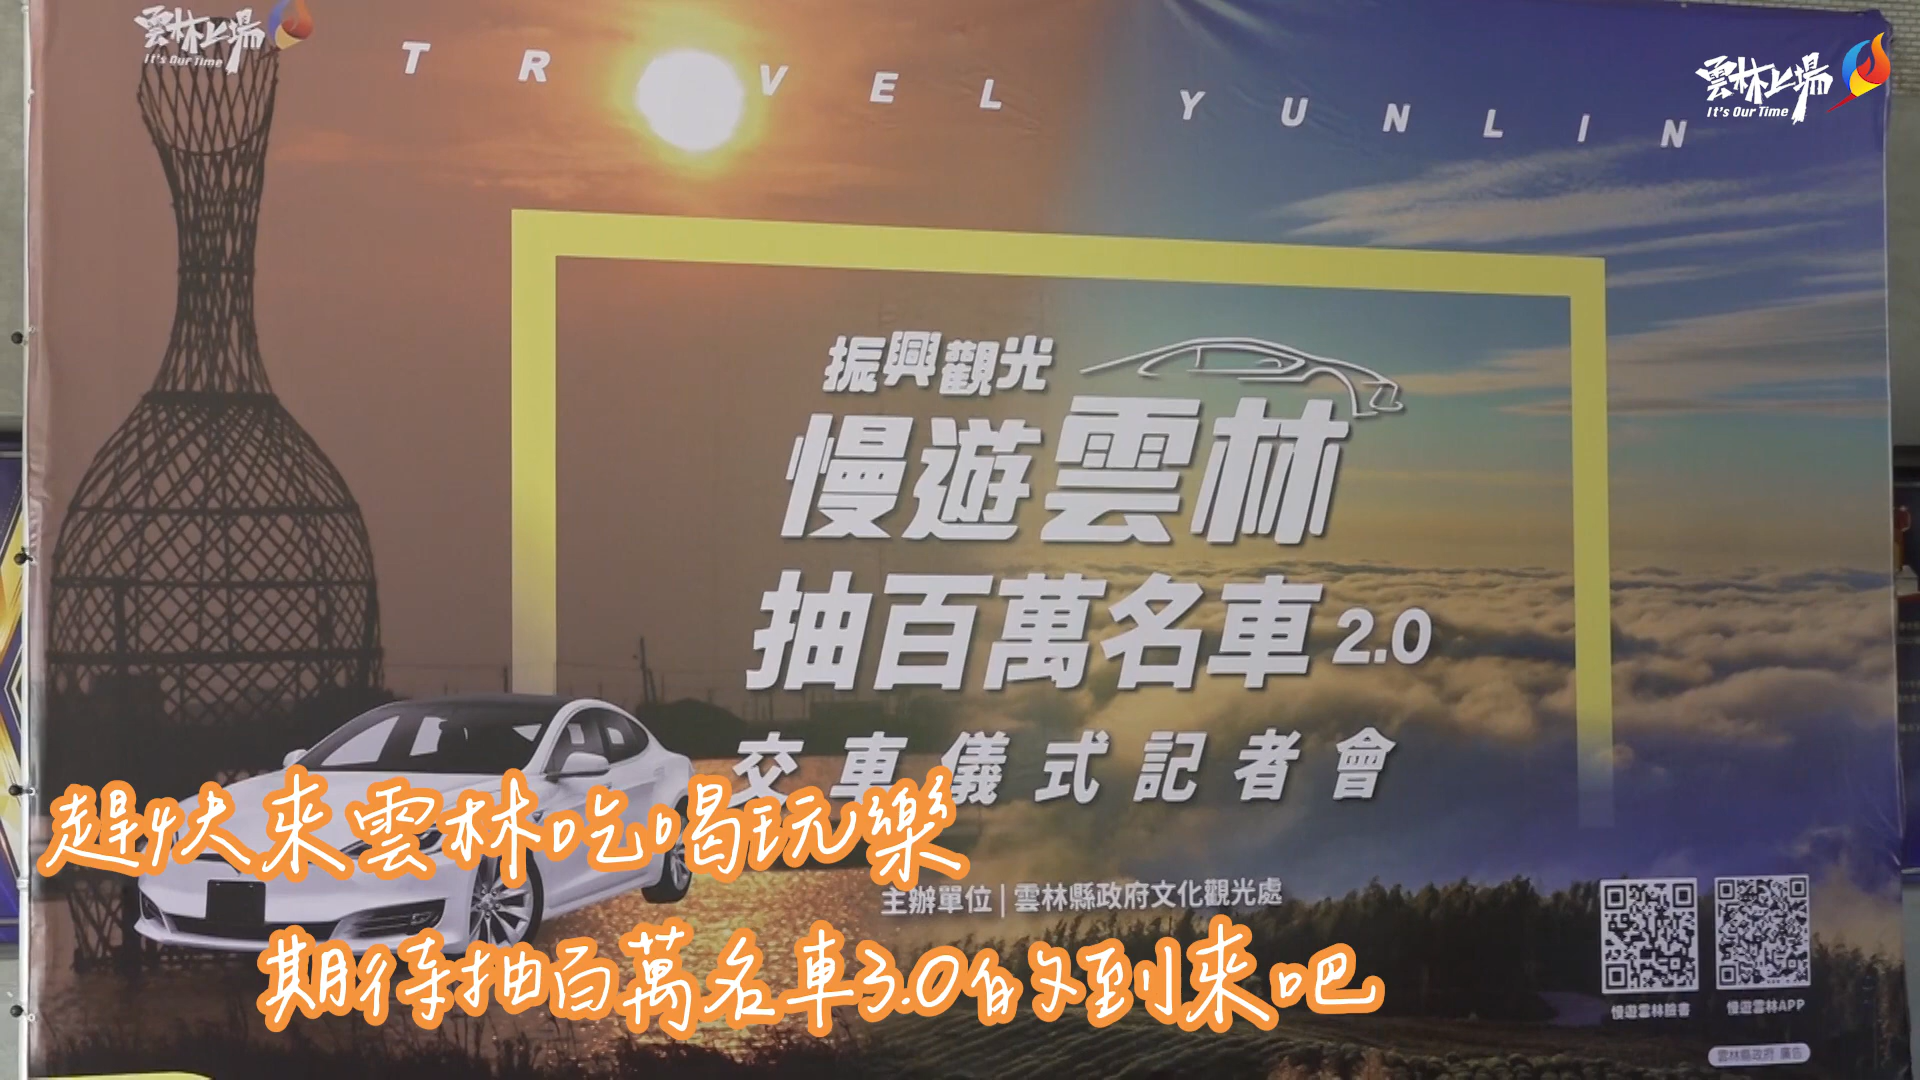 雲林上場
It's Our Time
TRAVEL YUNLIN
雲林上場
It's Our Time
振興觀光
慢遊雲林
抽百萬名車2.0
交車儀式記者會
趕快來雲林吃喝玩樂
主辦單位|雲林縣政府文化觀光處
期待抽百萬名車3.0的到來吧
慢遊雲林臉書
慢遊雲林APP
雲林縣政府 廣告